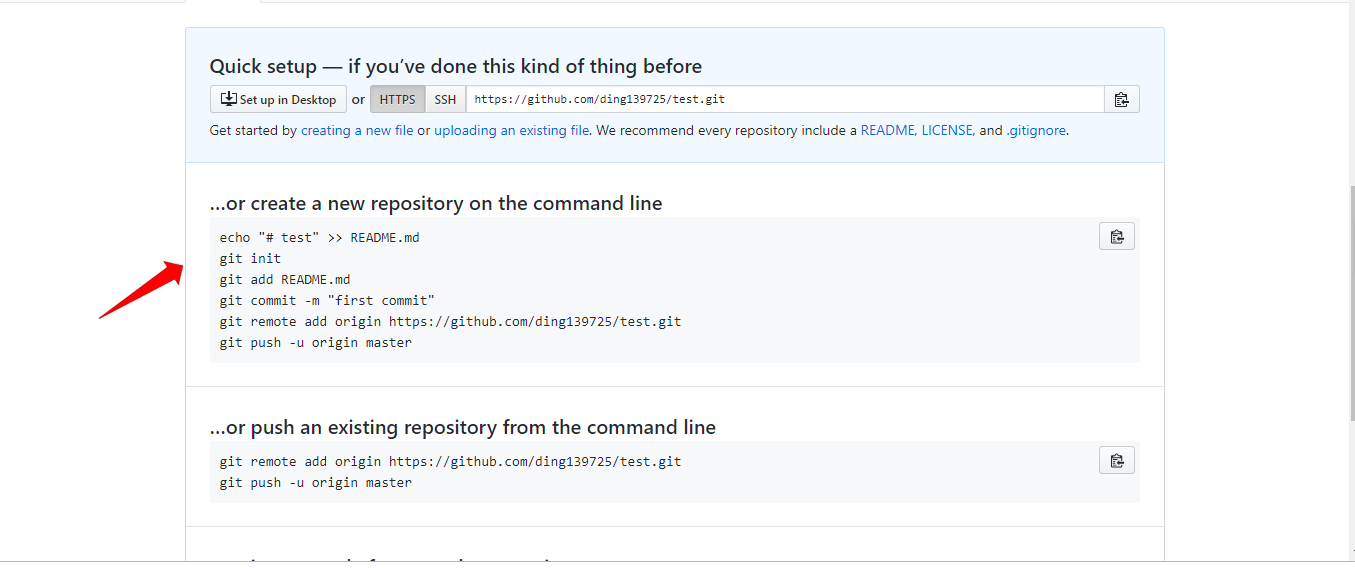 Quick setup — if you’ve done this kind of thing before
Set up in Desktop or HTTPS SSH https://github.com/ding139725/test.git
Get started by creating a new file or uploading an existing file. We recommend every repository include a README, LICENSE, and .gitignore.
…or create a new repository on the command line
echo "# test" >> README.md
git init
git add README.md
git commit -m "first commit"
git remote add origin https://github.com/ding139725/test.git
git push -u origin master
…or push an existing repository from the command line
git remote add origin https://github.com/ding139725/test.git
git push -u origin master